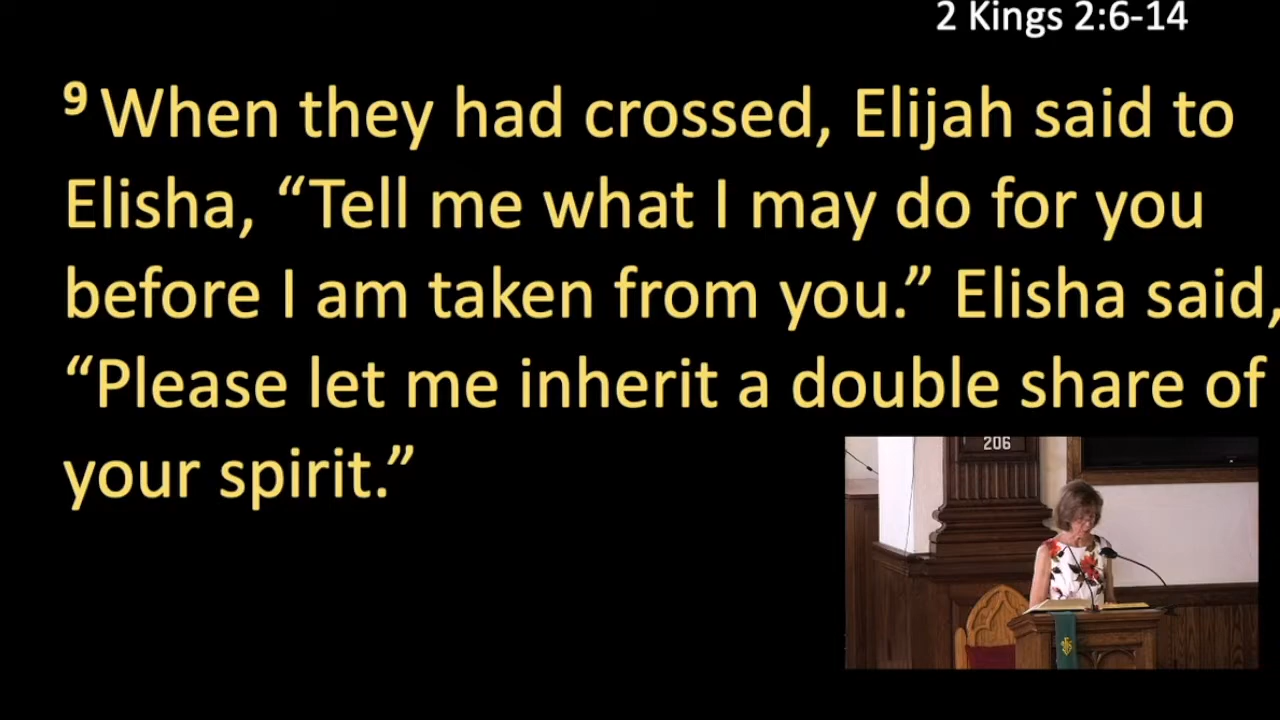 2 Kings 2:6-14
9 When they had crossed, Elijah said to
Elisha, “Tell me what I may do for you
before I am taken from you.” Elisha said,
“Please let me inherit a double share of
your spirit.”
206